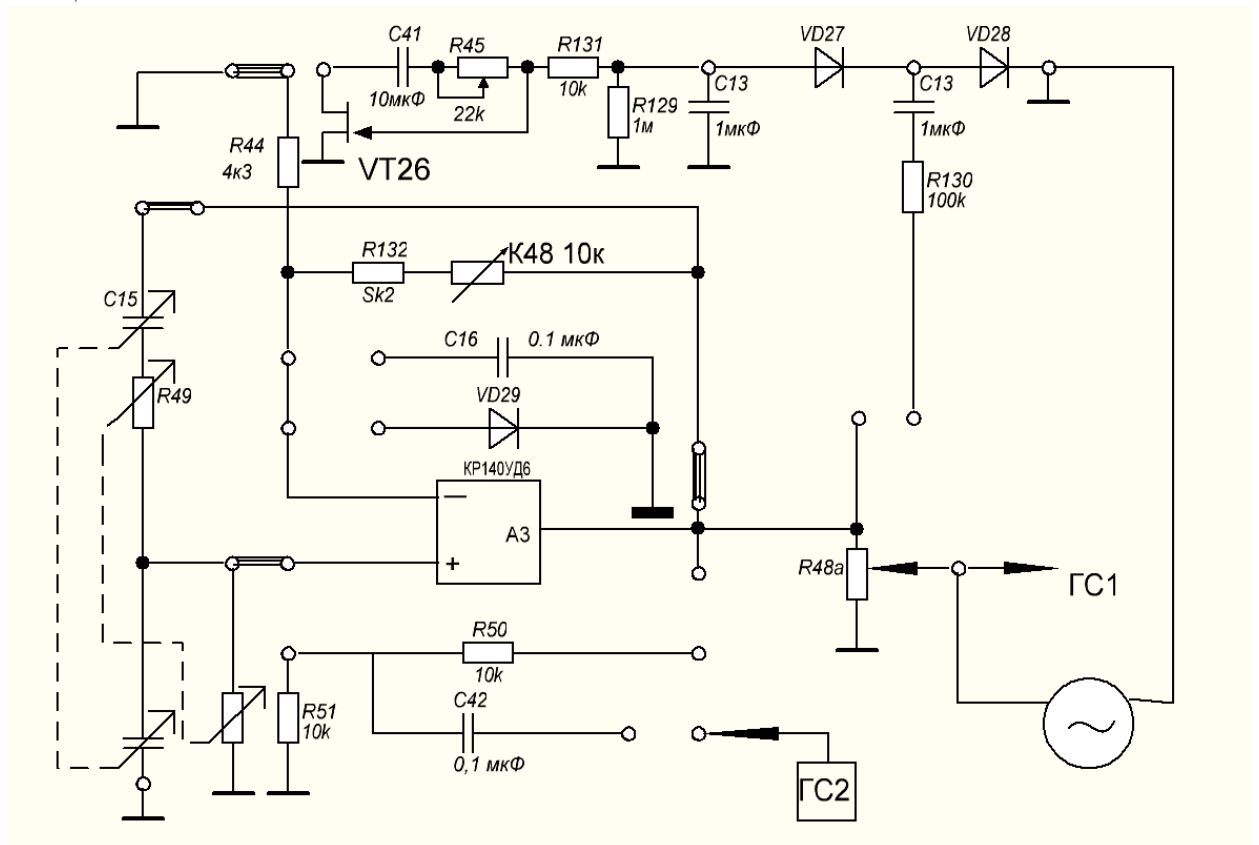 C41
R45
R131
VD27
VD28
10мкФ
22k
10k
C13
C13
R129
1м
1мкФ
1мкФ
R44
4к3
VT26
R130
100k
R132
К48 10к
Sk2
C15
C16
0.1 мкФ
R49
VD29
КР140УД6
—
А3
+
R48a
ГС1
R50
10k
R51
10k
C42
0,1 мкФ
ГС2